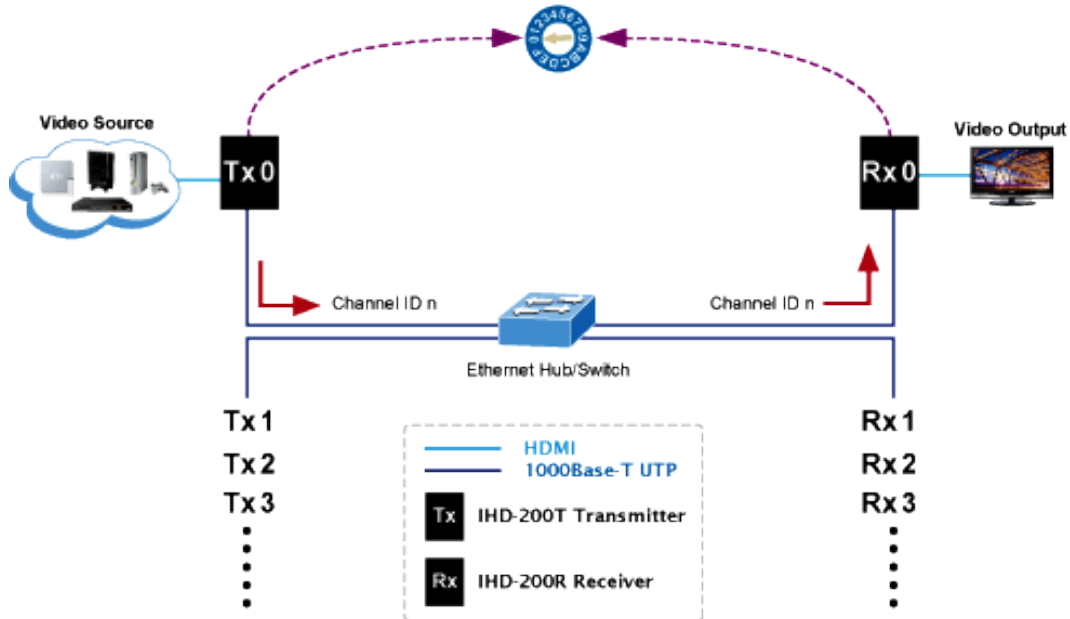 0123456789ABCDEF
Video Source
Tx 0
Rx 0
Video Output
Channel ID n
Channel ID n
Ethernet Hub/Switch
Tx 1
Rx 1
Tx 2
Rx 2
Tx 3
Rx 3
HDMI
1000Base-T UTP
Tx
IHD-200T Transmitter
Rx
IHD-200R Receiver